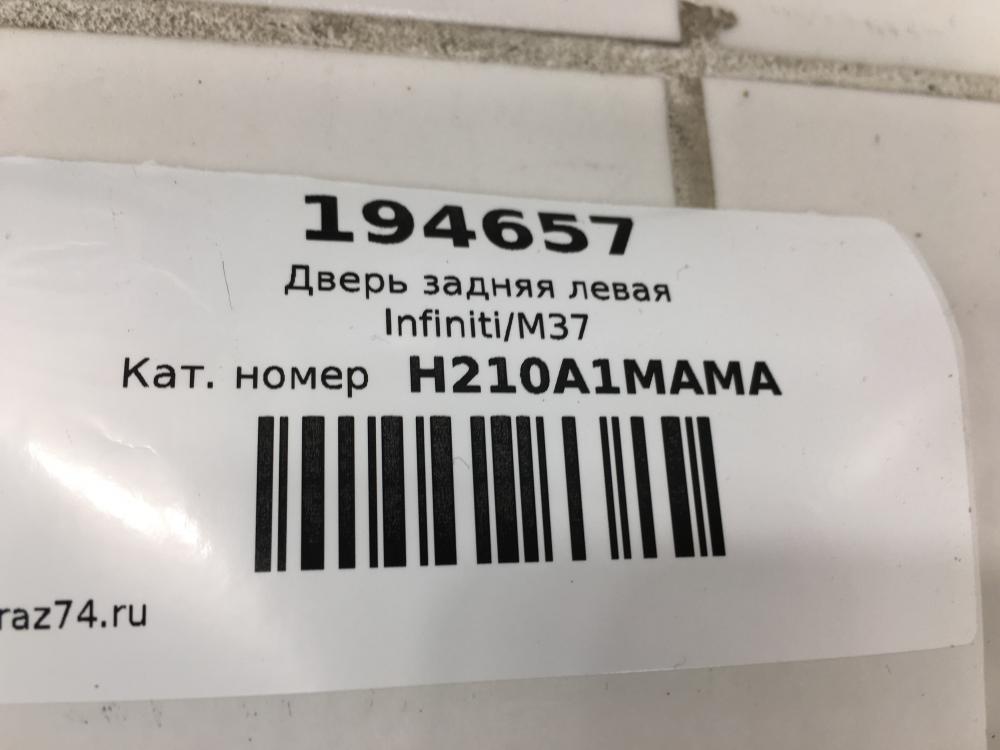 194657
Дверь задняя левая
Infiniti/M37
Кат. номер H210A1MAMA
raz74.ru